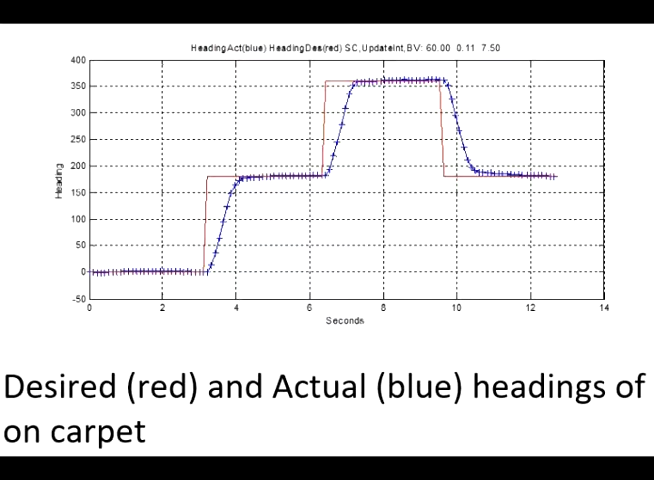 HeadingAct(blue) HeadingDes(red) SC,UpdateInt,BV: 60.00 0.11 7.50
400
350
300
250
200
150
100
50
0
-50
Heading
0 2 4 6 8 10 12 14
Seconds
Desired (red) and Actual (blue) headings of
on carpet